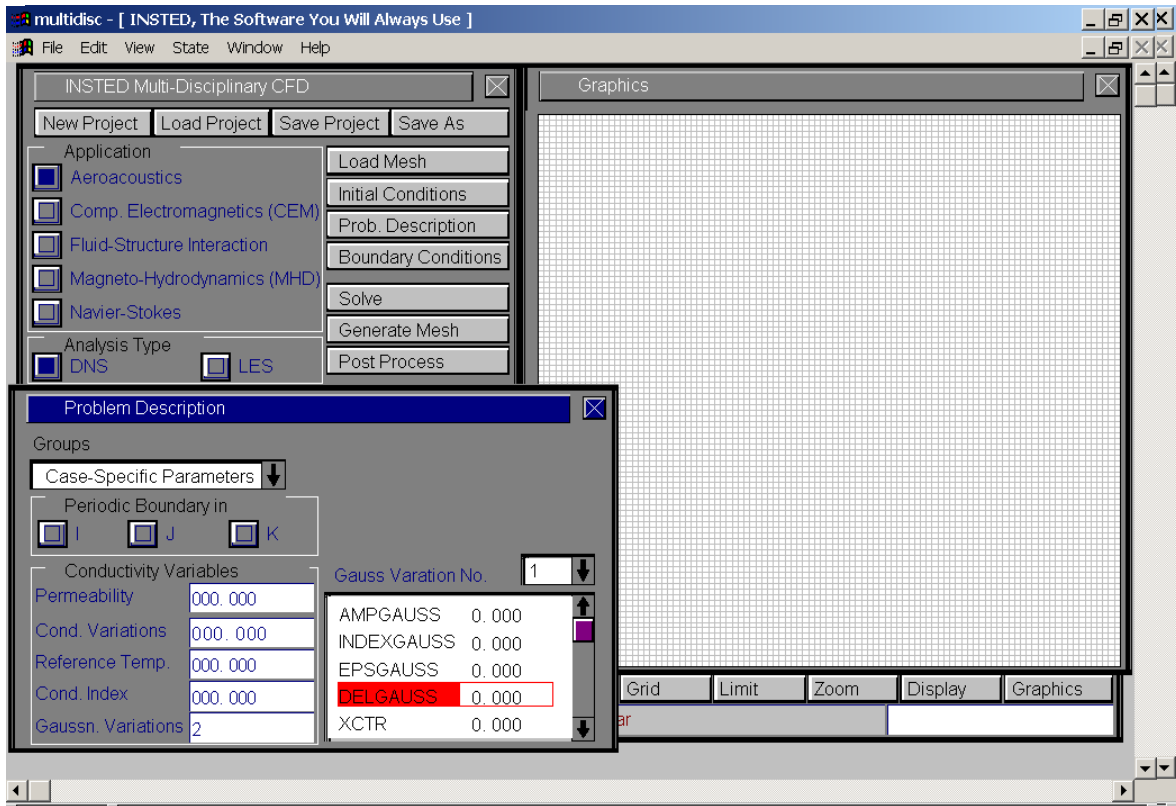 multidisc - [ INSTED, The Software You Will Always Use ]
File Edit View State Window Help
INSTED Multi-Disciplinary CFD
New Project Load Project Save Project Save As
Application
Aeroacoustics
Comp. Electromagnetics (CEM)
Fluid-Structure Interaction
Magneto-Hydrodynamics (MHD)
Navier-Stokes
Analysis Type
DNS LES
Load Mesh
Initial Conditions
Prob. Description
Boundary Conditions
Solve
Generate Mesh
Post Process
Graphics
Problem Description
Groups
Case-Specific Parameters
Periodic Boundary in
I J K
Conductivity Variables
Permeability 000. 000
Cond. Variations 000. 000
Reference Temp. 000. 000
Cond. Index 000. 000
Gaussn. Variations 2
Gauss Varation No. 1
AMPGAUSS 0. 000
INDEXGAUSS 0. 000
EPSGAUSS 0. 000
DELGAUSS 0. 000
XCTR 0. 000
Grid Limit Zoom Display Graphics
ar